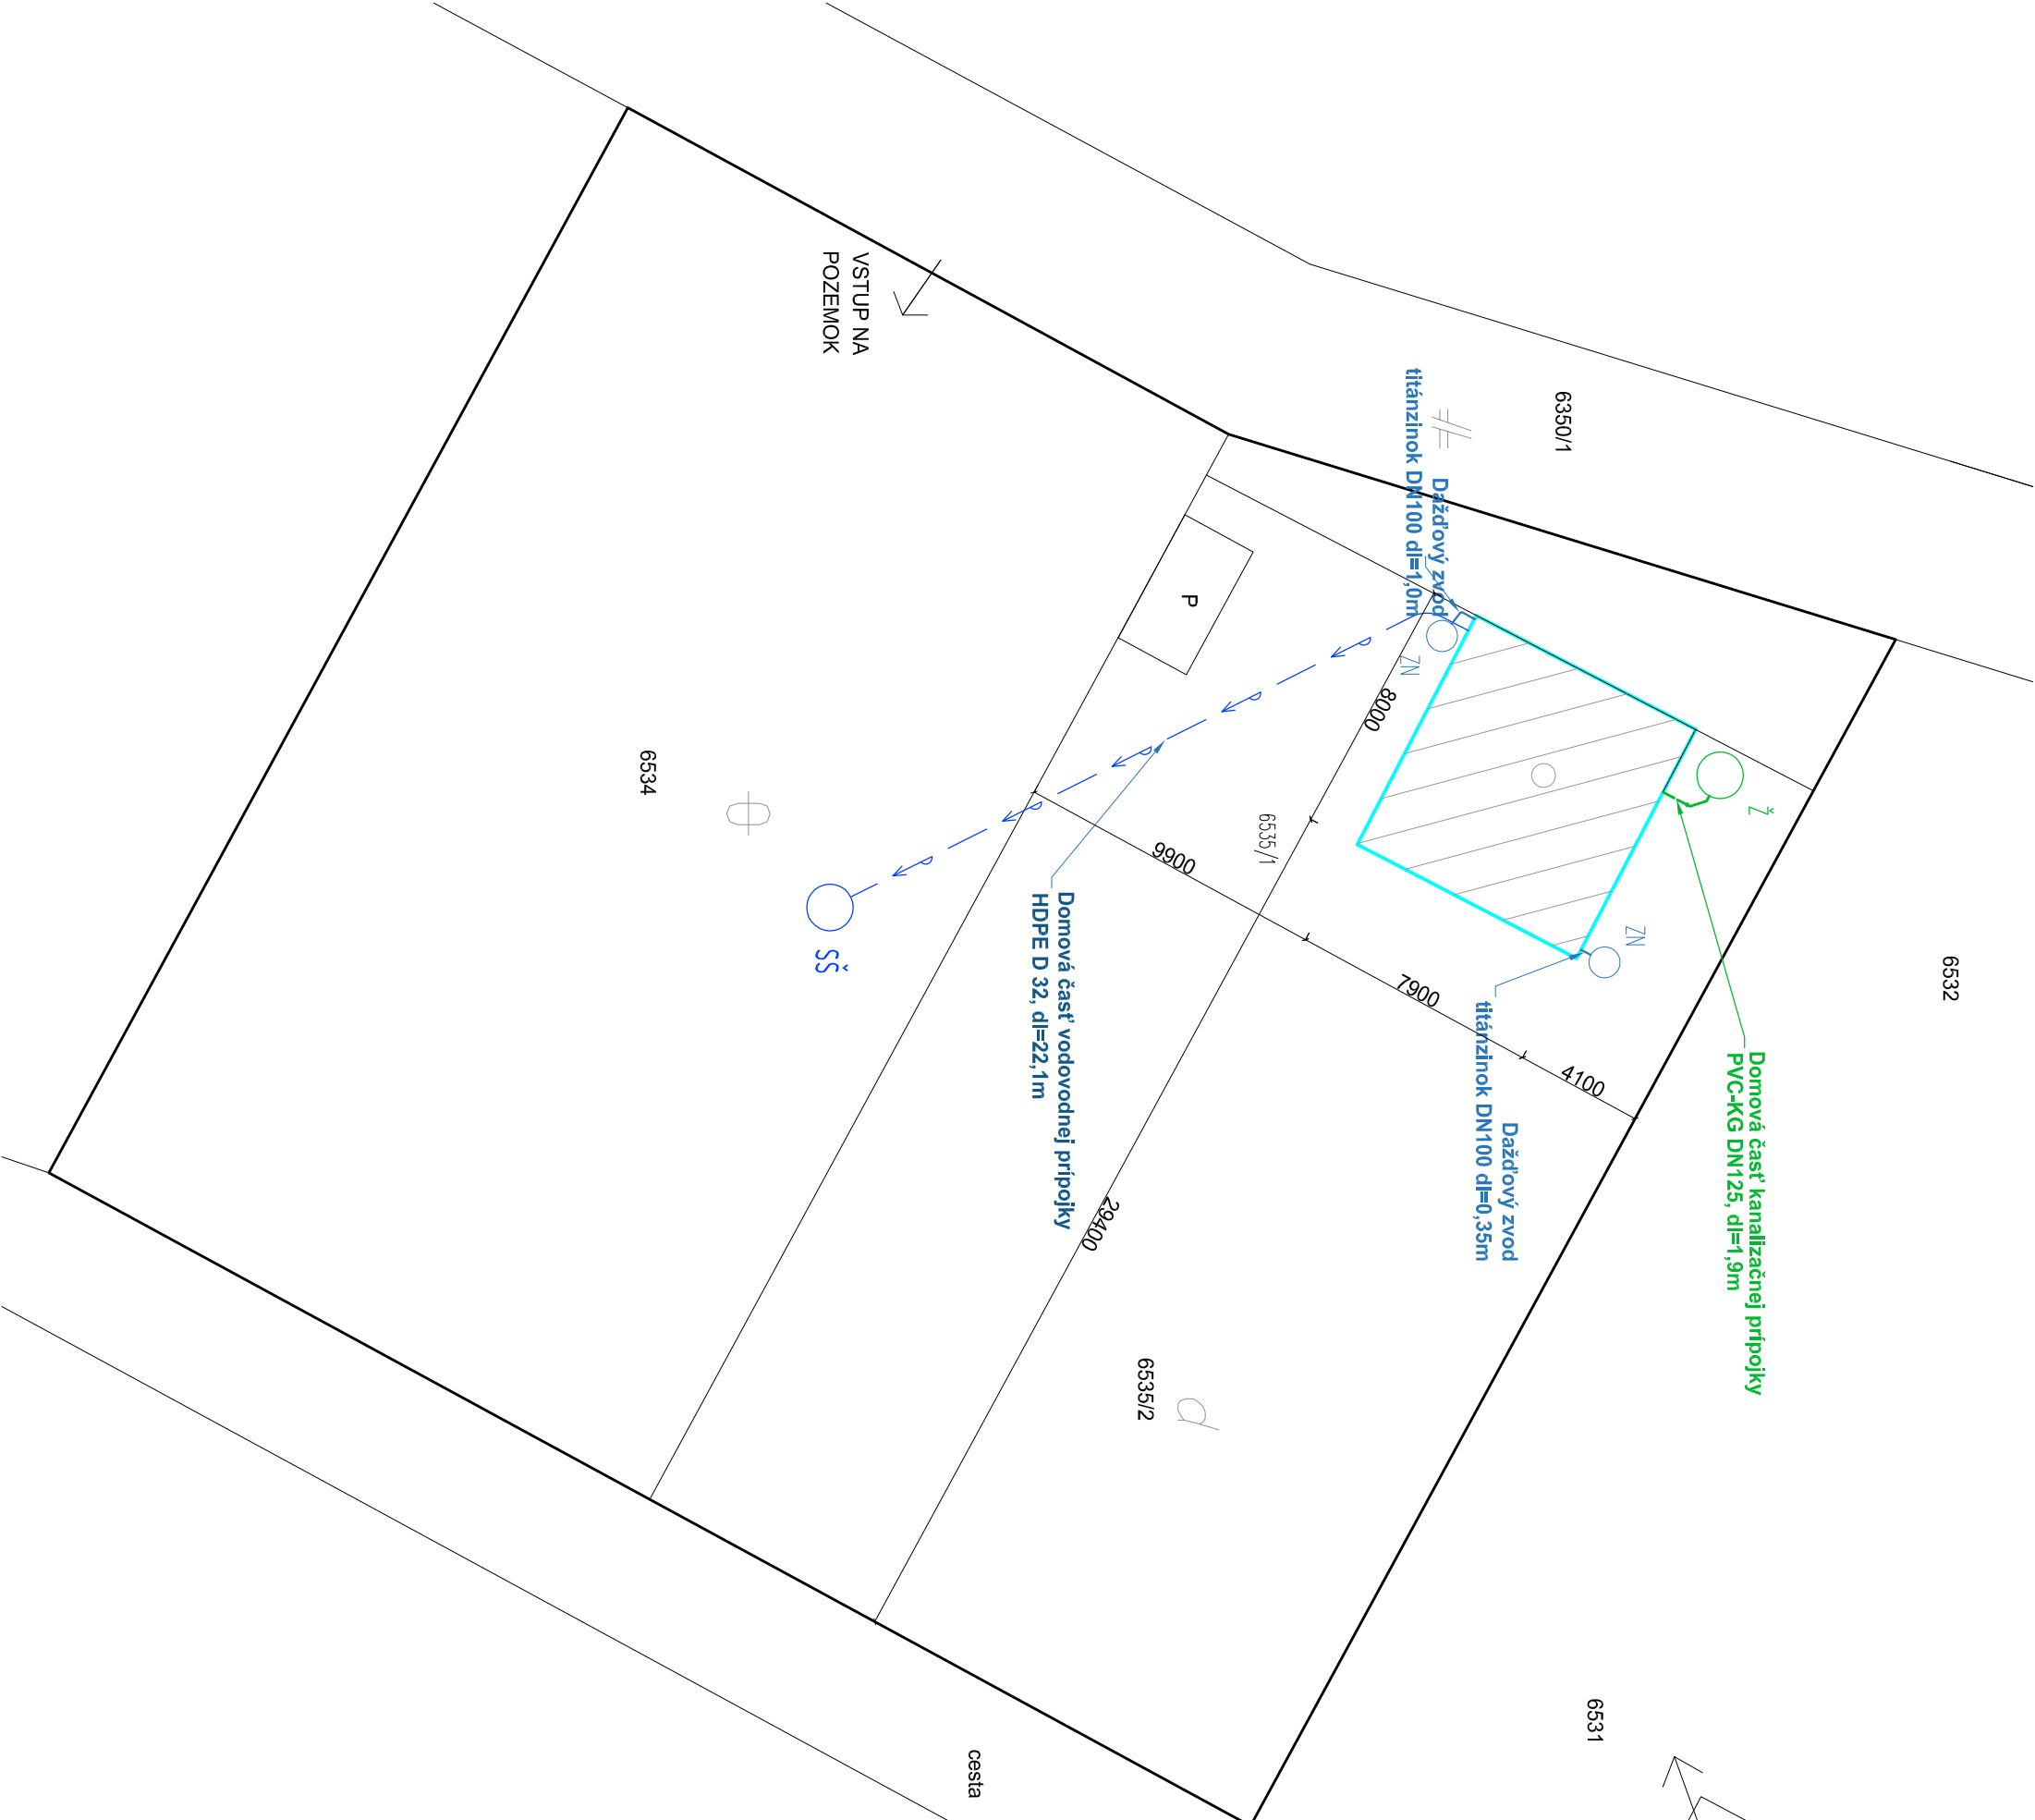 VSTUP NA
POZEMOK
6350/1
Dažďový zvod
titánzinok DN100 dl=1,0m
ZN
P
8000
6534
6535/1
9900
Ž
ZN
7900
4100
6532
ŠŠ
Domová časť vodovodnej prípojky
HDPE D 32, dl=22,1m
Dažďový zvod
titánzinok DN100 dl=0,35m
Domová časť kanalizačnej prípojky
PVC-KG DN125, dl=1,9m
29400
6535/2
6531
cesta